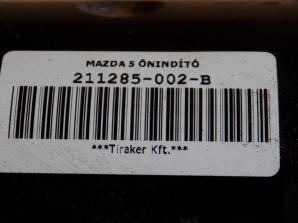 MAZDA 5 ÖNINDÍTÓ
211285-002-B
***Tiraker Kft.***